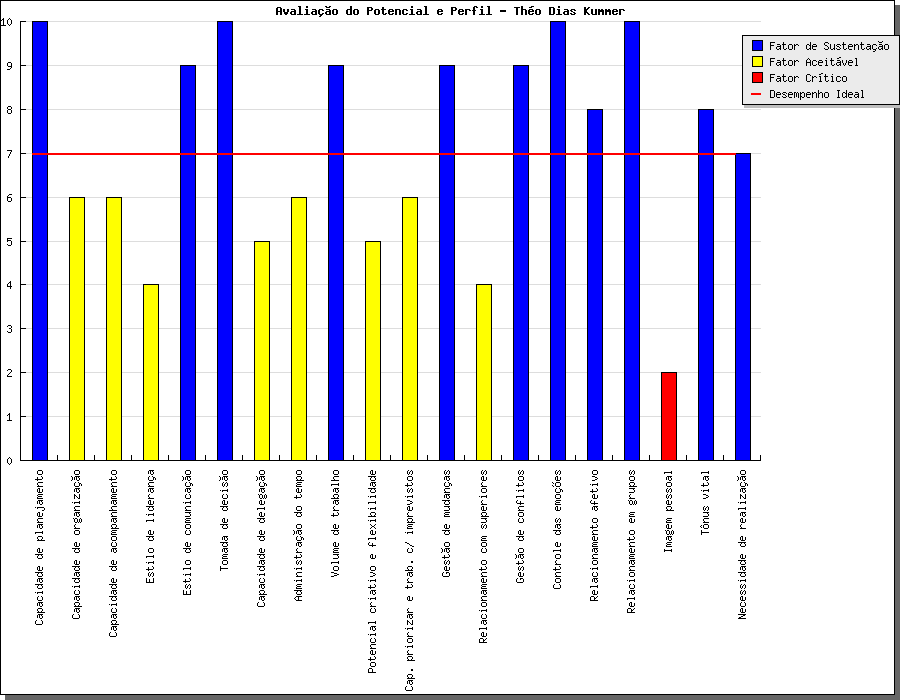 Avaliação do Potencial e Perfil - Théo Dias Kummer
Fator de Sustentação
Fator Aceitável
Fator Crítico
Desempenho Ideal
10
9
8
7
6
5
4
3
2
1
0
Capacidade de planejamento
Capacidade de organização
Capacidade de acompanhamento
Estilo de liderança
Estilo de comunicação
Tomada de decisão
Capacidade de delegação
Administração do tempo
Volume de trabalho
Potencial criativo e flexibilidade
Cap. priorizar e trab. c/ imprevistos
Gestão de mudanças
Relacionamento com superiores
Gestão de conflitos
Controle das emoções
Relacionamento afetivo
Relacionamento em grupos
Imagem pessoal
Tônus vital
Necessidade de realização